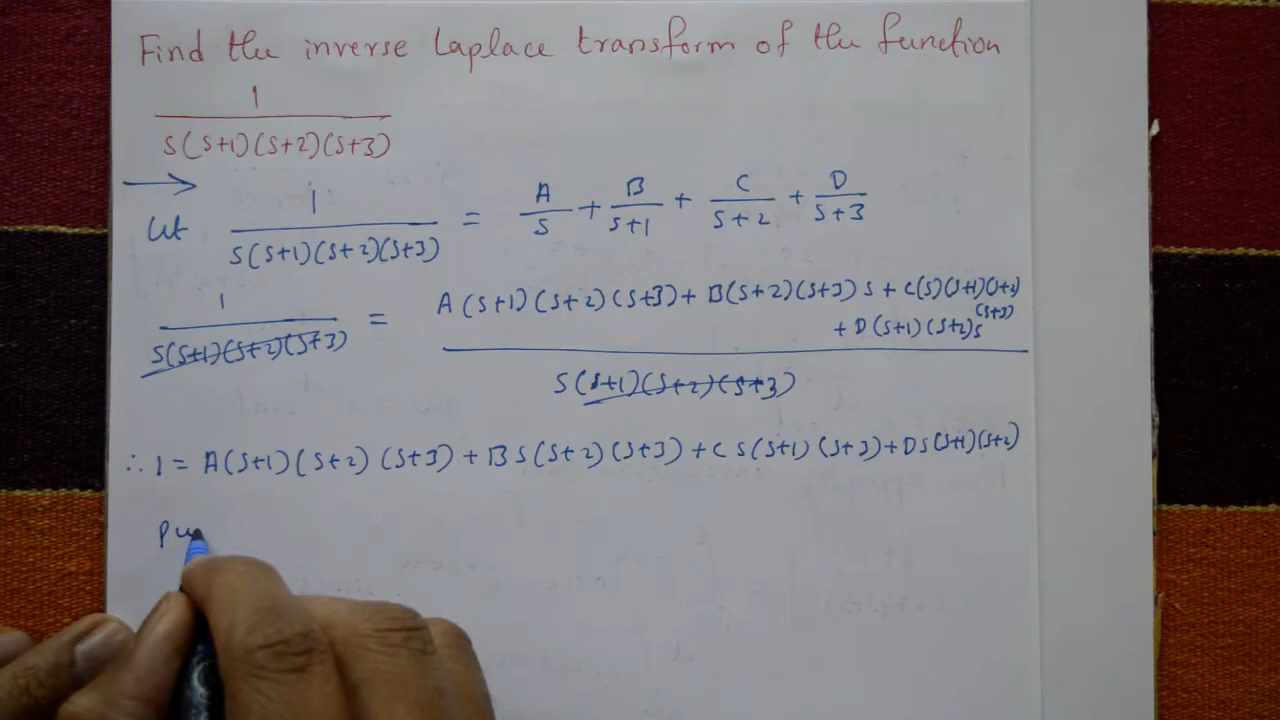 Find the inverse Laplace transform of the function
1
S(S+1)(S+2)(S+3)
Let 1 / S(S+1)(S+2)(S+3) = A/S + B/S+1 + C/S+2 + D/S+3
1 / S(S+1)(S+2)(S+3) = A(S+1)(S+2)(S+3) + B(S+2)(S+3)S + C(S)(S+1)(S+2)
(S+3)
+ D(S+1)(S+2)S
S(S+1)(S+2)(S+3)
∴ 1 = A(S+1)(S+2)(S+3) + BS(S+2)(S+3) + CS(S+1)(S+3) + DS(S+1)(S+2)